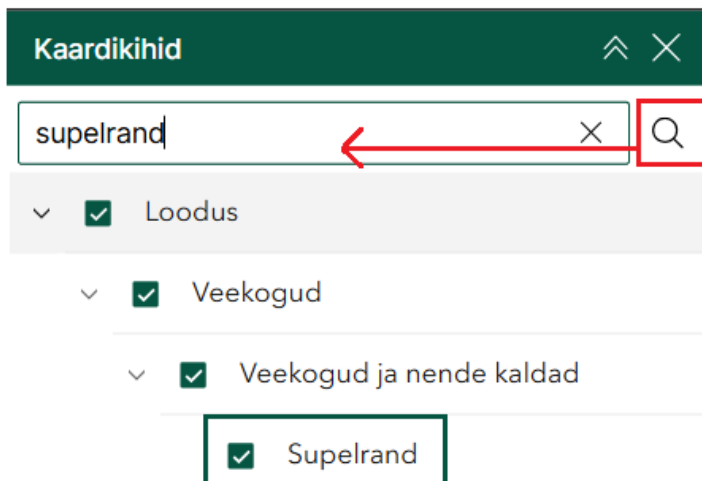 Kaardikihid
supelrand
Loodus
Veekogud
Veekogud ja nende kaldad
Supelrand